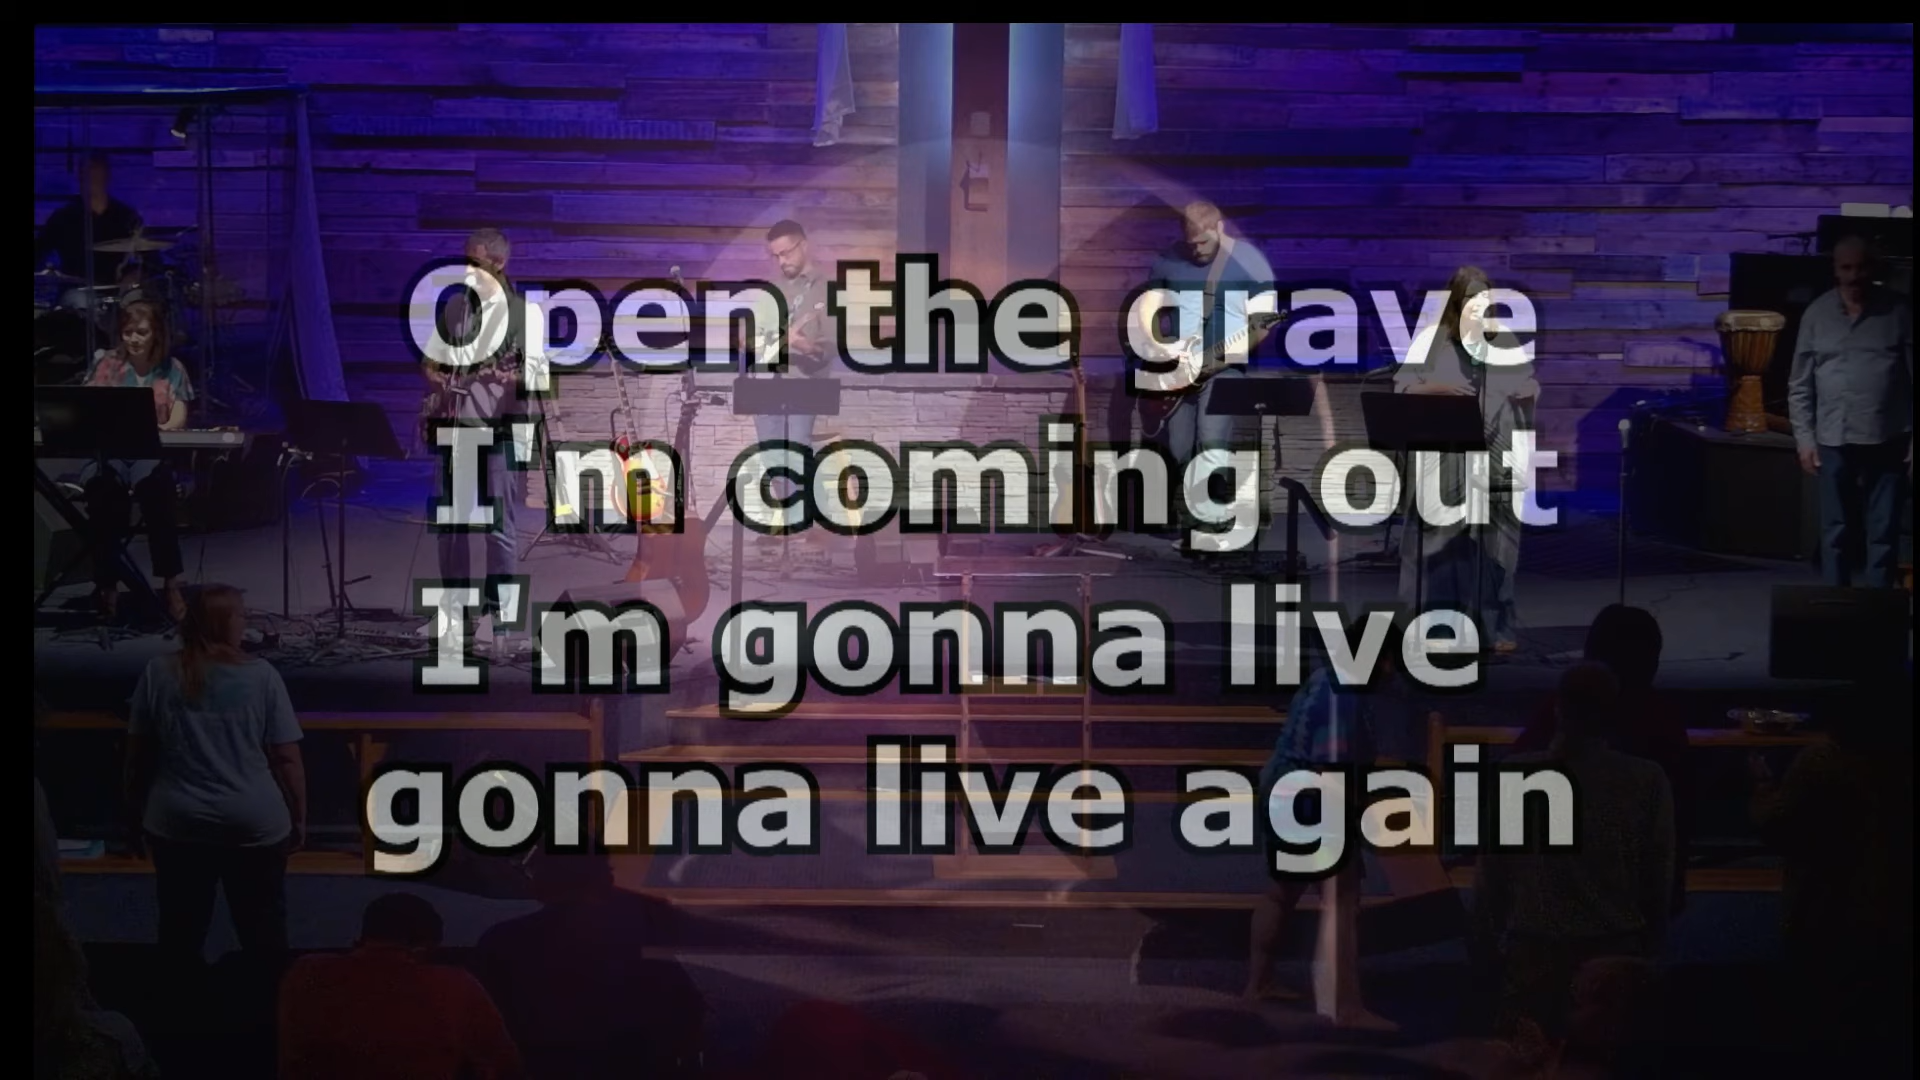 Open the grave
I'm coming out
I'm gonna live
gonna live again